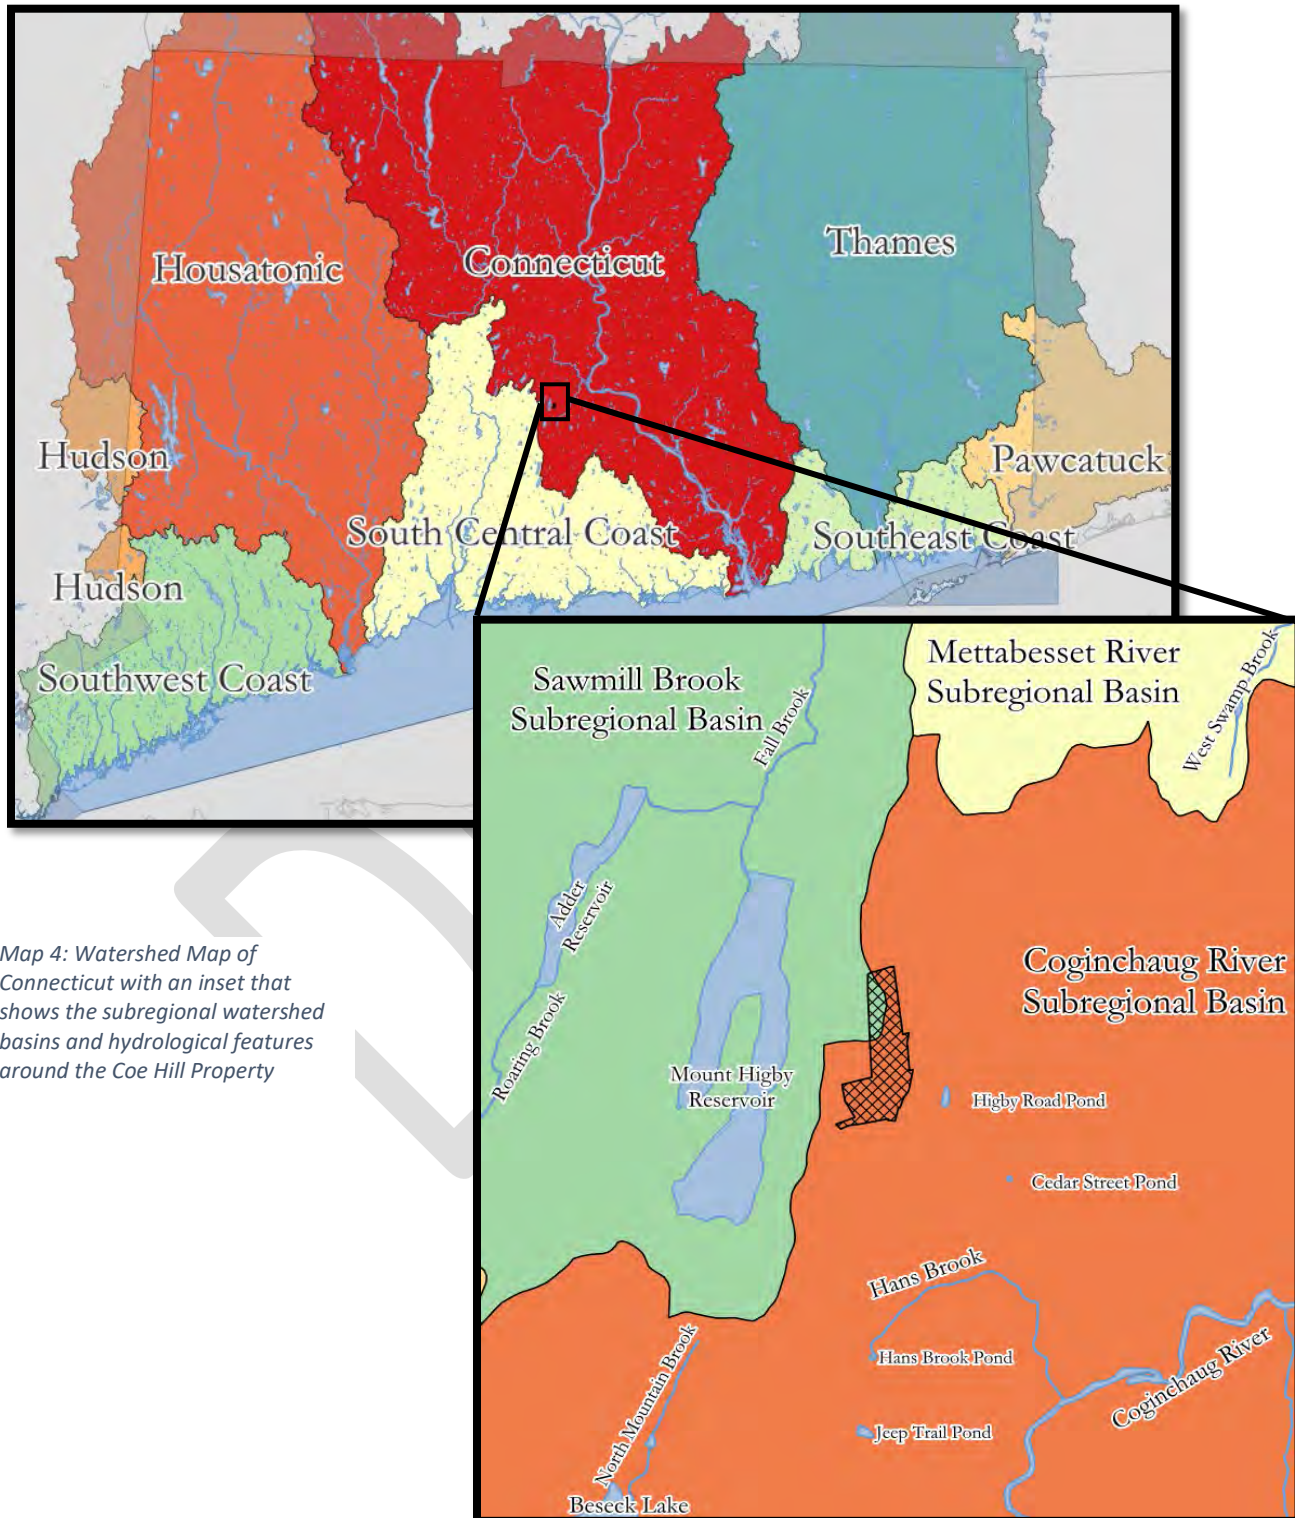 Housatonic
Connecticut
Thames
Hudson
Pawcatuck
South Central Coast
Southeast Coast
Hudson
Southwest Coast
Sawmill Brook
Subregional Basin
Mettabesset River
Subregional Basin
Fall Brook
West Swamp Brook
Adder
Reservoir
Roaring Brook
Mount Higby
Reservoir
Coginchaug River
Subregional Basin
Higby Road Pond
Cedar Street Pond
Hans Brook
Hans Brook Pond
Coginchaug River
Jeep Trail Pond
North Mountain Brook
Beseck Lake
Map 4: Watershed Map of
Connecticut with an inset that
shows the subregional watershed
basins and hydrological features
around the Coe Hill Property